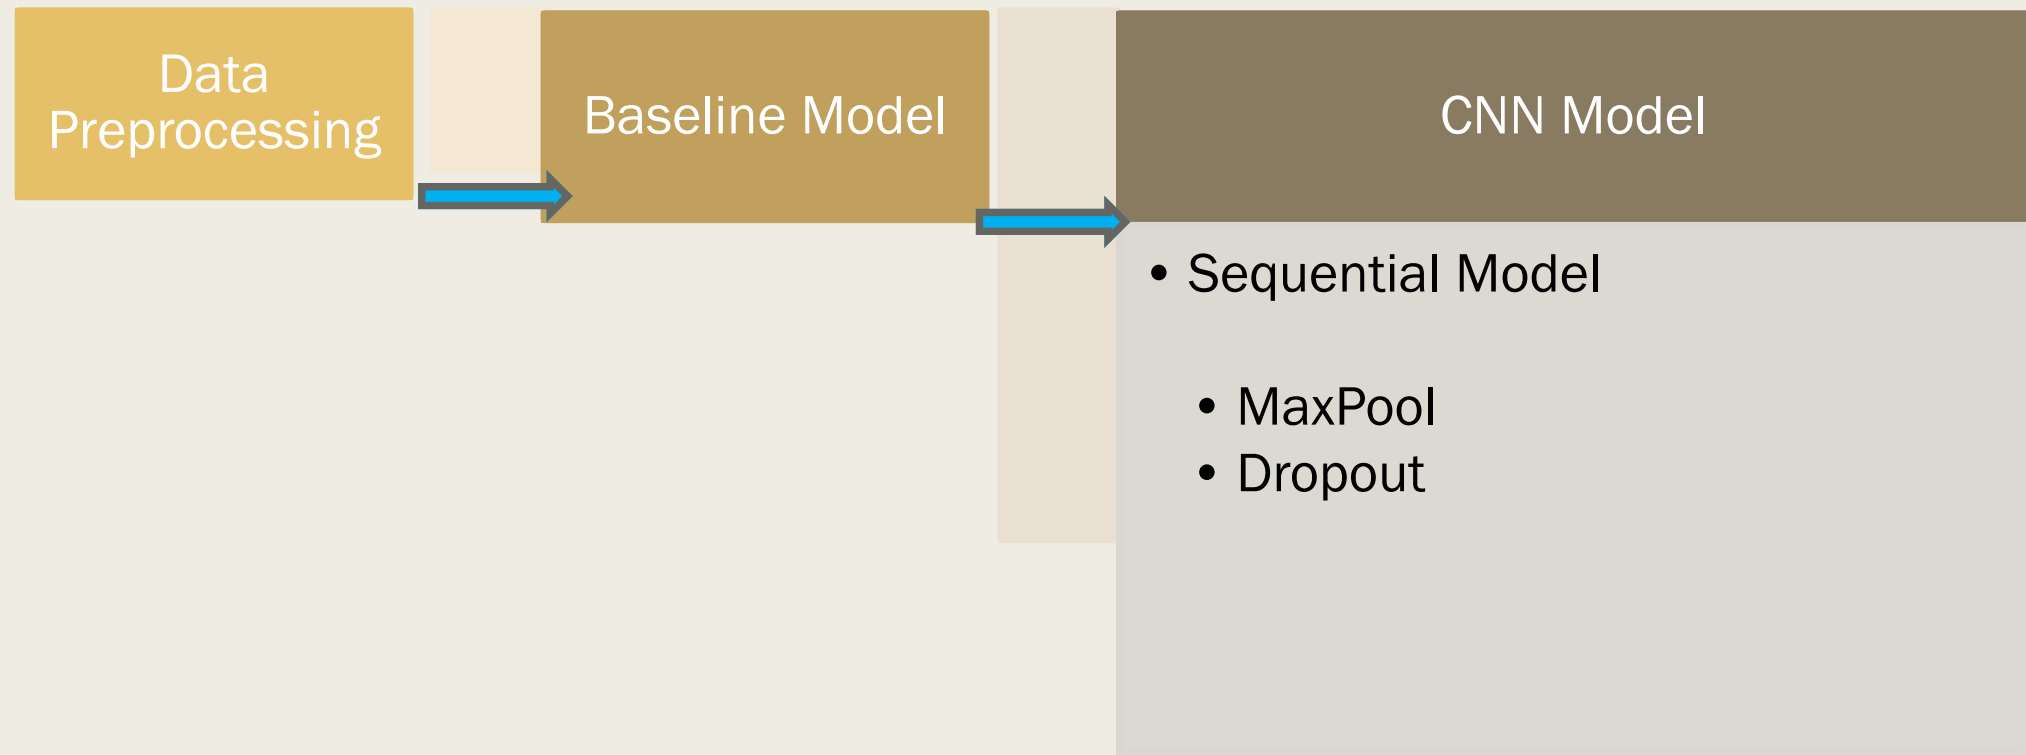 Data
Preprocessing
Baseline Model
CNN Model
• Sequential Model
• MaxPool
• Dropout